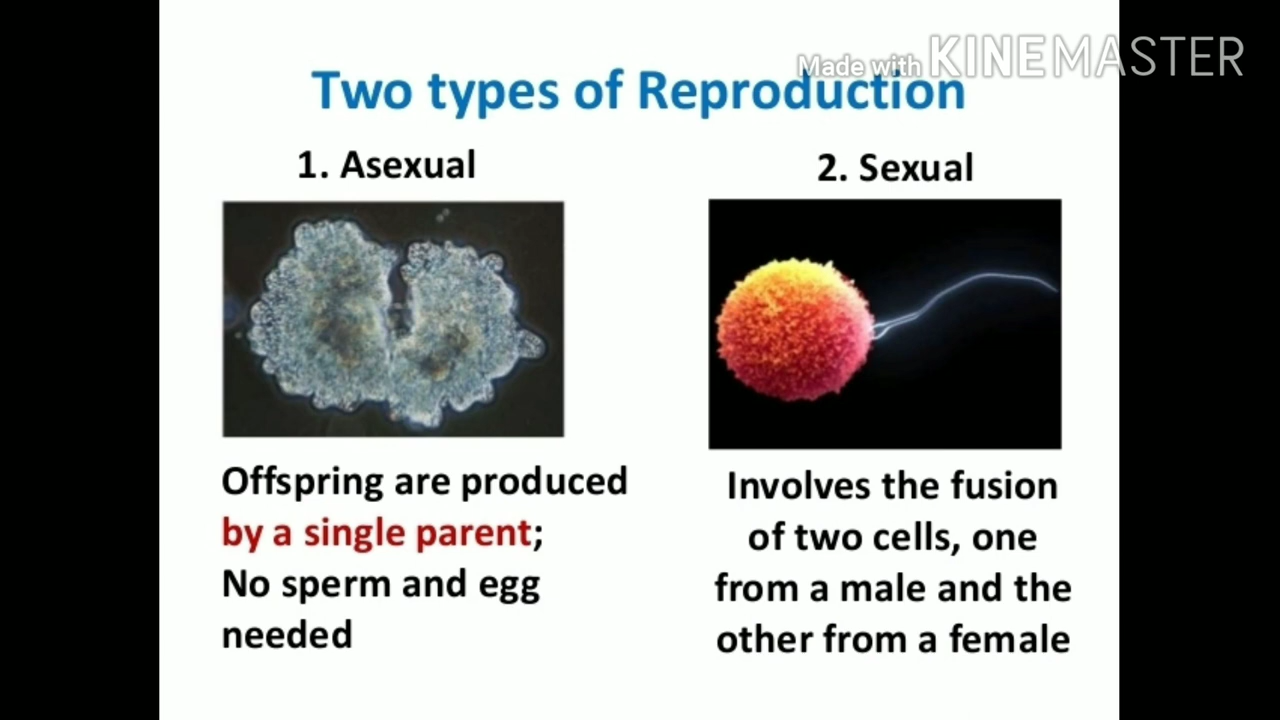 Made with KINEMASTER
Two types of Reproduction
1. Asexual
2. Sexual
Offspring are produced
by a single parent;
No sperm and egg
needed
Involves the fusion
of two cells, one
from a male and the
other from a female